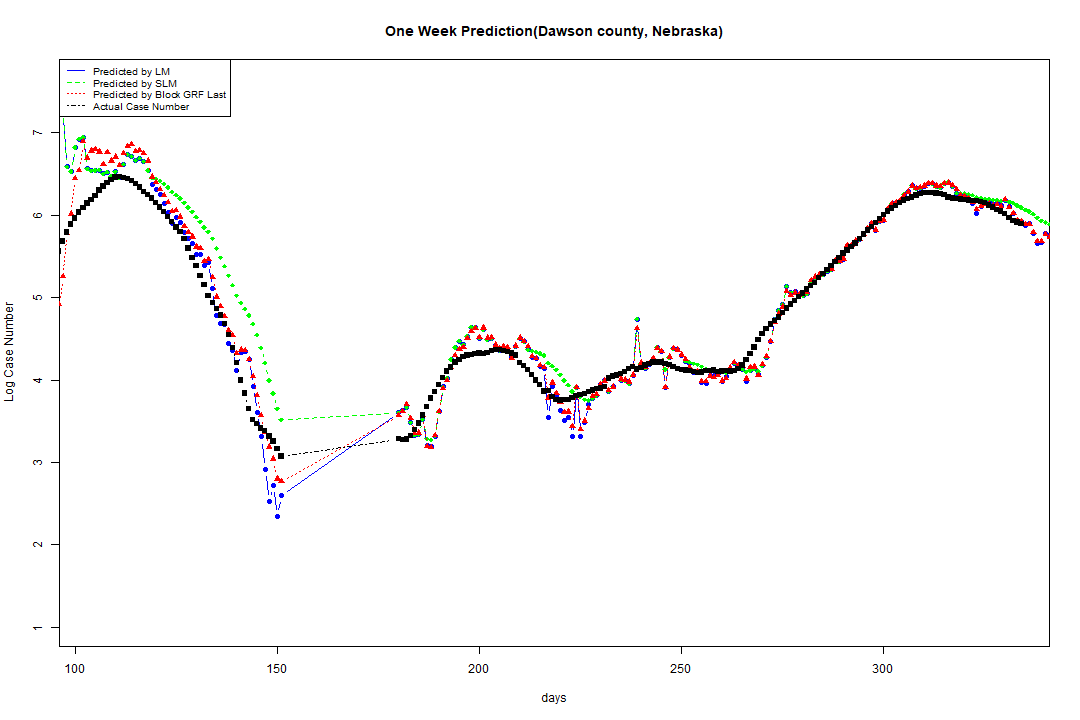 One Week Prediction(Dawson county, Nebraska)
Predicted by LM
Predicted by SLM
Predicted by Block GRF Last
Actual Case Number
7
6
5
4
3
2
1
Log Case Number
100 150 200 250 300
days